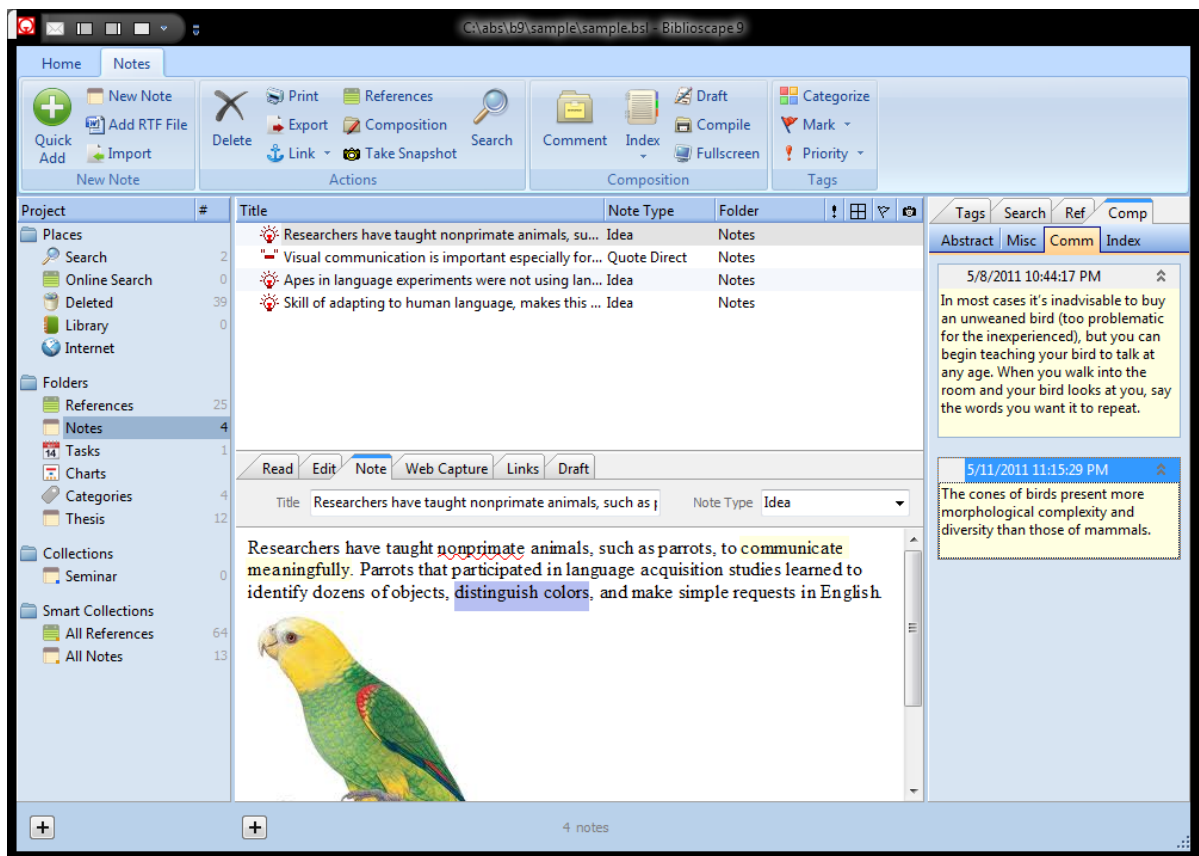 C:\abs\b9\sample\sample.bsl - Biblioscape 9
Home Notes
Quick Add
New Note
Add RTF File
Import
New Note
Delete
Print
Export
Link
References
Composition
Take Snapshot
Search
Actions
Comment
Index
Draft
Compile
Fullscreen
Composition
Categorize
Mark
Priority
Tags
Project #
Places
Search 2
Online Search 0
Deleted 39
Library 0
Internet
Folders
References 25
Notes 4
14 Tasks 1
Charts
Categories 4
Thesis 12
Collections
Seminar 0
Smart Collections
All References 64
All Notes 13
Title Note Type Folder !
Researchers have taught nonprimate animals, su... Idea Notes
Visual communication is important especially for... Quote Direct Notes
Apes in language experiments were not using lan... Idea Notes
Skill of adapting to human language, makes this ... Idea Notes
Read Edit Note Web Capture Links Draft
Title Researchers have taught nonprimate animals, such as p Note Type Idea
Researchers have taught nonprimate animals, such as parrots, to communicate
meaningfully. Parrots that participated in language acquisition studies learned to
identify dozens of objects, distinguish colors, and make simple requests in English.
4 notes
Tags Search Ref Comp
Abstract Misc Comm Index
5/8/2011 10:44:17 PM
In most cases it's inadvisable to buy
an unweaned bird (too problematic
for the inexperienced), but you can
begin teaching your bird to talk at
any age. When you walk into the
room and your bird looks at you, say
the words you want it to repeat.
5/11/2011 11:15:29 PM
The cones of birds present more
morphological complexity and
diversity than those of mammals.